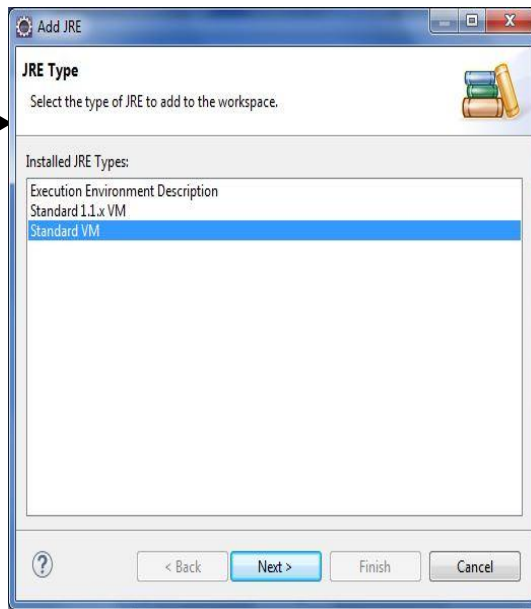 Add JRE
JRE Type
Select the type of JRE to add to the workspace.
Installed JRE Types:
Execution Environment Description
Standard 1.1.x VM
Standard VM
?
< Back
Next >
Finish
Cancel